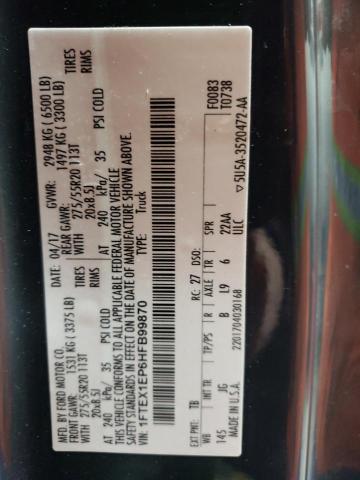 MFD. BY FORD MOTOR CO.
DATE: 04/17 GVWR: 2948 KG ( 6500 LB)
FRONT GAWR: 1531 KG ( 3375 LB) REAR GAWR: 1497 KG ( 3300 LB)
WITH 275/55R20 113T TIRES WITH 275/55R20 113T TIRES
20x8.5J RIMS 20x8.5J RIMS
AT 240 kPa/ 35 PSI COLD AT 240 kPa/ 35 PSI COLD
THIS VEHICLE CONFORMS TO ALL APPLICABLE FEDERAL MOTOR VEHICLE
SAFETY STANDARDS IN EFFECT ON THE DATE OF MANUFACTURE SHOWN ABOVE.
VIN: 1FTEX1EP6HFB99870 F0083
TYPE: Truck T0738
EXT PNT: TB RC: 27 DSO:
WB INT TR TP/PS R AXLE TR SPR
145 JG B L9 6 22AA
2201704030168 ULC
MADE IN U.S.A. ▽5U5A-3520472-AA